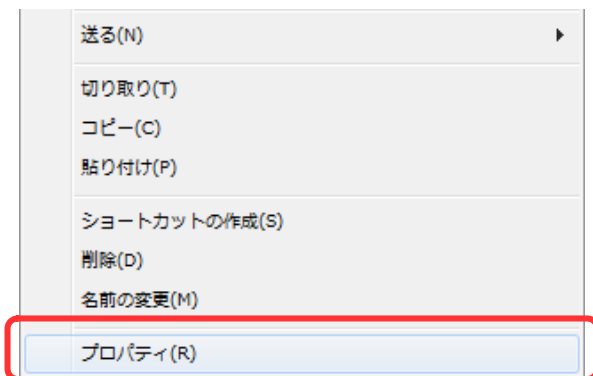 送る(N)
切り取り(T)
コピー(C)
貼り付け(P)
ショートカットの作成(S)
削除(D)
名前の変更(M)
プロパティ(R)